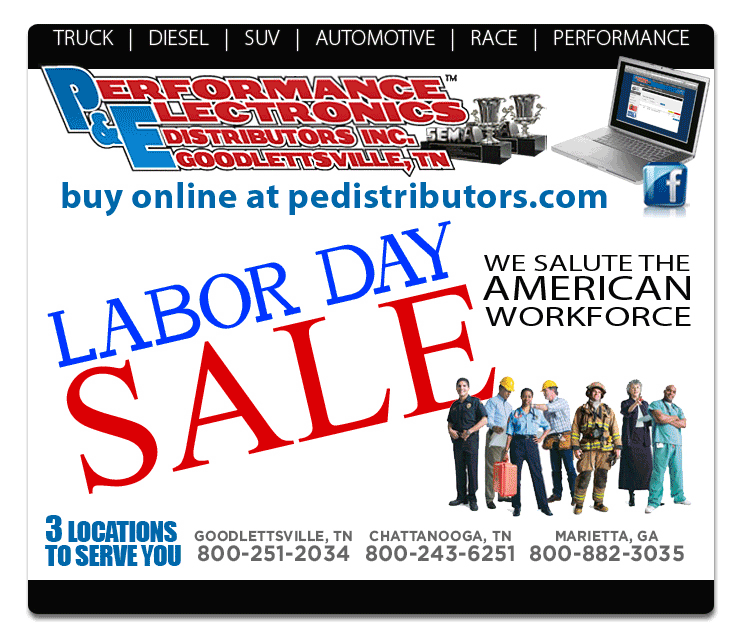 TRUCK | DIESEL | SUV | AUTOMOTIVE | RACE | PERFORMANCE
PERFORMANCE™
& ELECTRONICS
DISTRIBUTORS INC.
GOODLETTSVILLE, TN
SEMA
f
buy online at pedistributors.com
LABOR DAY
SALE
WE SALUTE THE
AMERICAN
WORKFORCE
3 LOCATIONS
TO SERVE YOU
GOODLETTSVILLE, TN
800-251-2034
CHATTANOOGA, TN
800-243-6251
MARIETTA, GA
800-882-3035